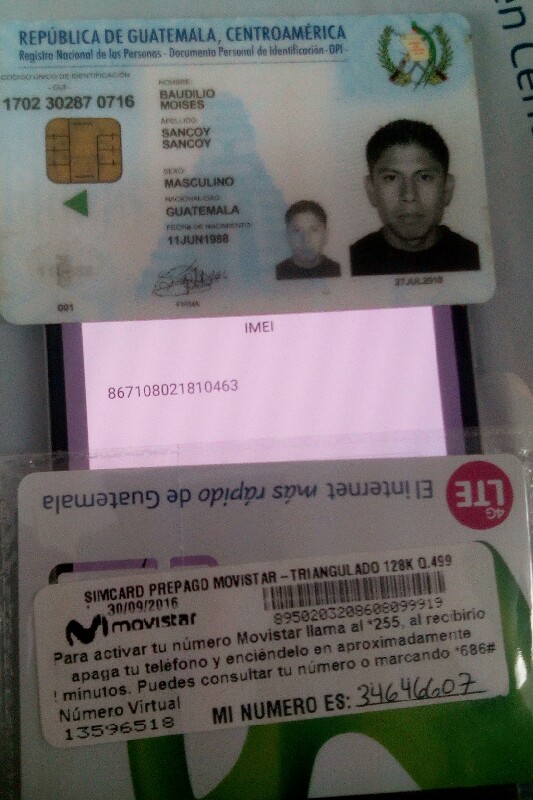 REPÚBLICA DE GUATEMALA, CENTROAMÉRICA
Registro Nacional de las Personas - Documento Personal de Identificación - DPI -
CÓDIGO ÚNICO DE IDENTIFICACIÓN
- CUI -
1702 30287 0716
NOMBRE:
BAUDILIO
MOISES
APELLIDO:
SANCOY
SANCOY
SEXO:
MASCULINO
NACIONALIDAD:
GUATEMALA
FECHA DE NACIMIENTO:
11JUN1988
FIRMA
001
IMEI
867108021810463
El internet más rápido de Guatemala
4G
LTE
SIMCARD PREPAGO MOVISTAR - TRIANGULADO 128K Q.499
30/09/2016
8950203208608099919
movistar
Para activar tu número Movistar llama al *255, al recibirlo
apaga tu teléfono y enciéndelo en aproximadamente
minutos. Puedes consultar tu número marcando *686#
Número Virtual
13596518
MI NUMERO ES: 34646607